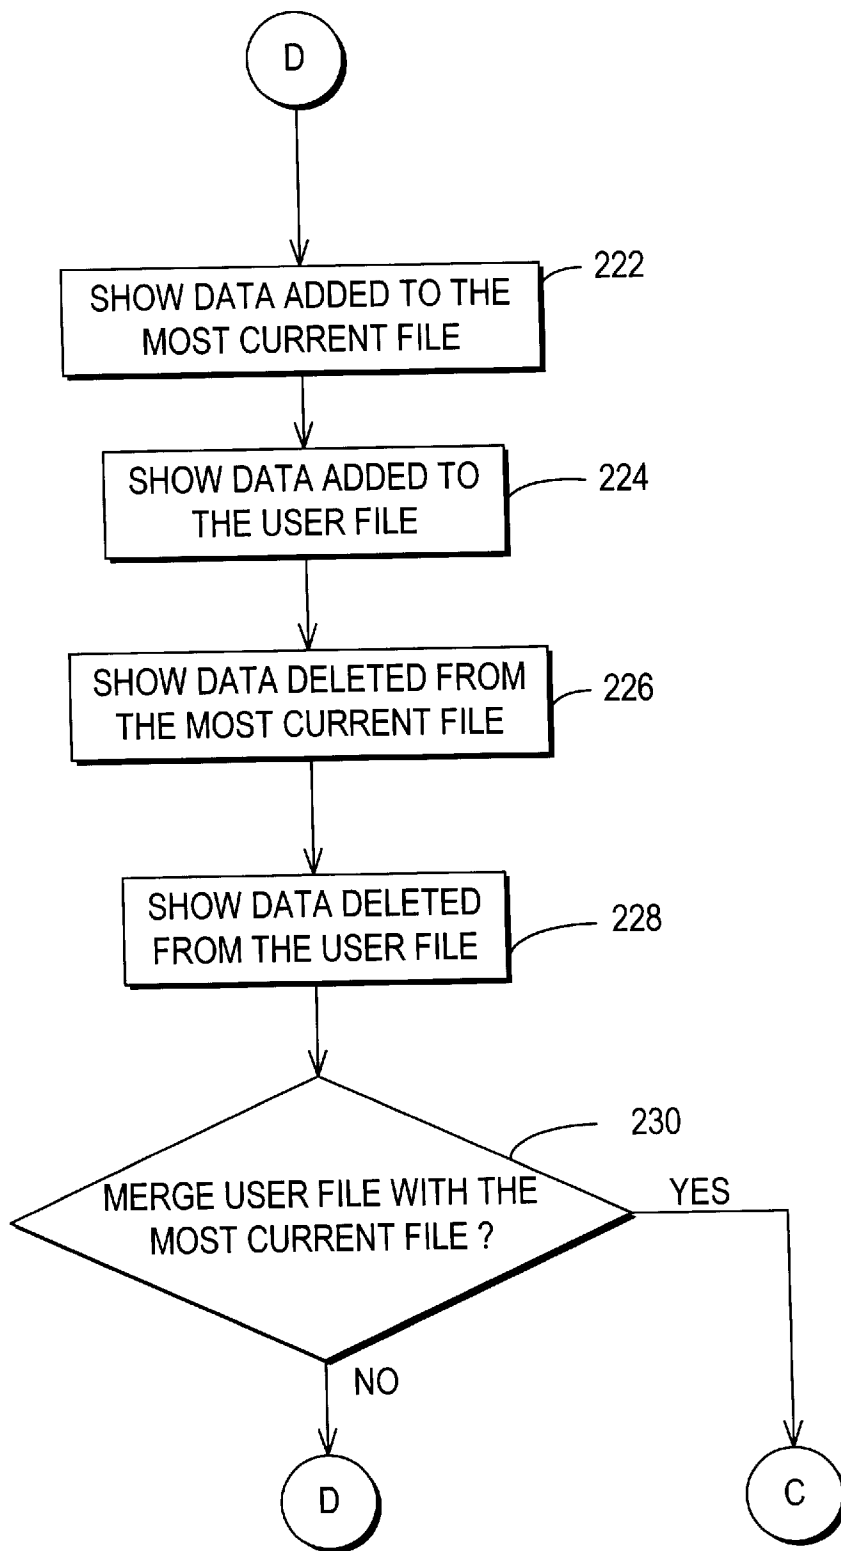 D
SHOW DATA ADDED TO THE
MOST CURRENT FILE
222
SHOW DATA ADDED TO
THE USER FILE
224
SHOW DATA DELETED FROM
THE MOST CURRENT FILE
226
SHOW DATA DELETED
FROM THE USER FILE
228
230
MERGE USER FILE WITH THE
MOST CURRENT FILE ?
YES
NO
D
C